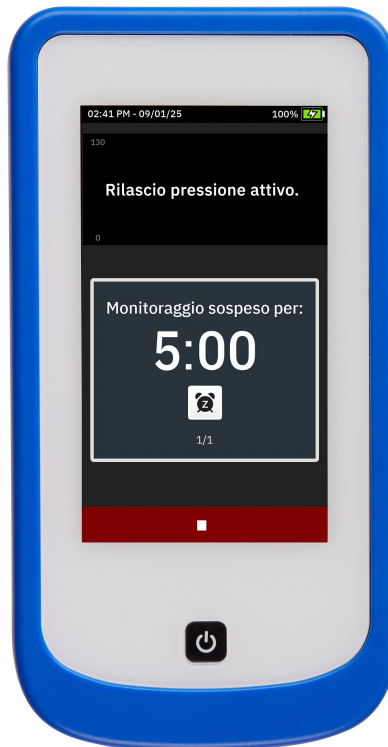 02:41 PM - 09/01/25 100%
130
Rilascio pressione attivo.
0
Monitoraggio sospeso per:
5:00
Z
1/1